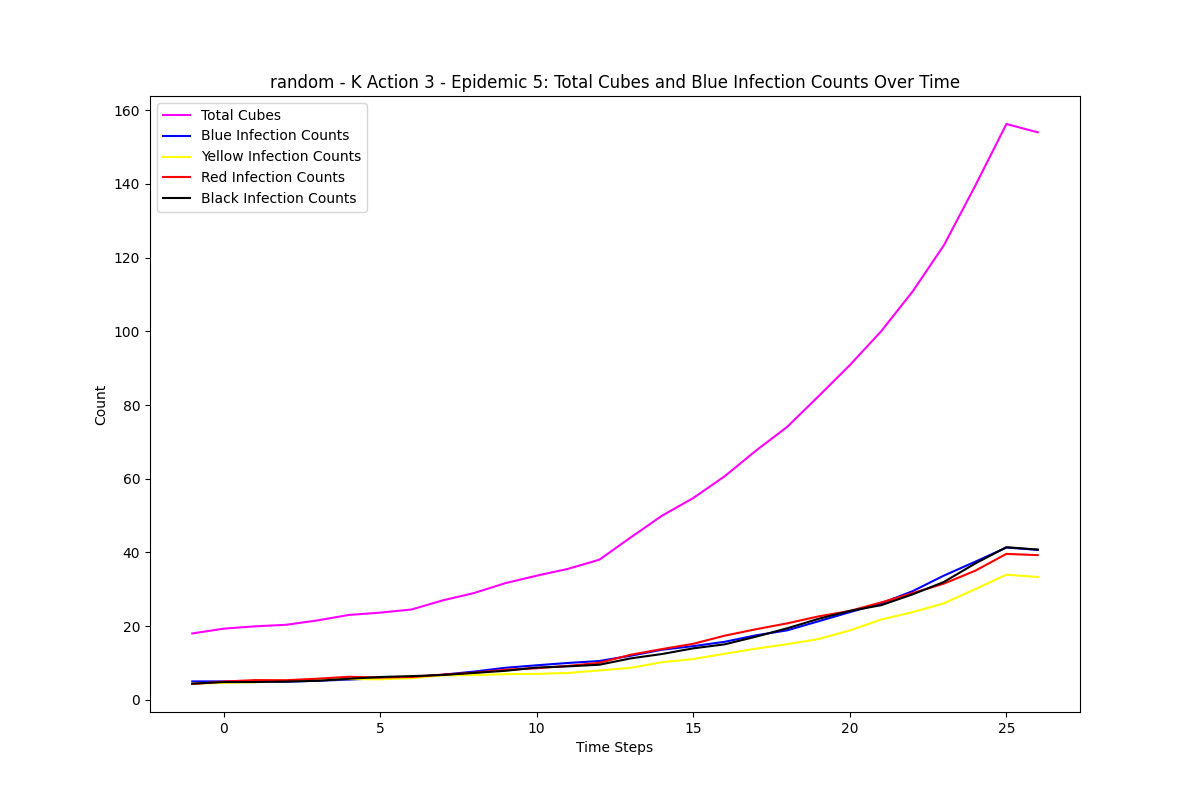 random - K Action 3 - Epidemic 5: Total Cubes and Blue Infection Counts Over Time
Total Cubes
Blue Infection Counts
Yellow Infection Counts
Red Infection Counts
Black Infection Counts
160
140
120
100
80
60
40
20
0
Count
0 5 10 15 20 25
Time Steps